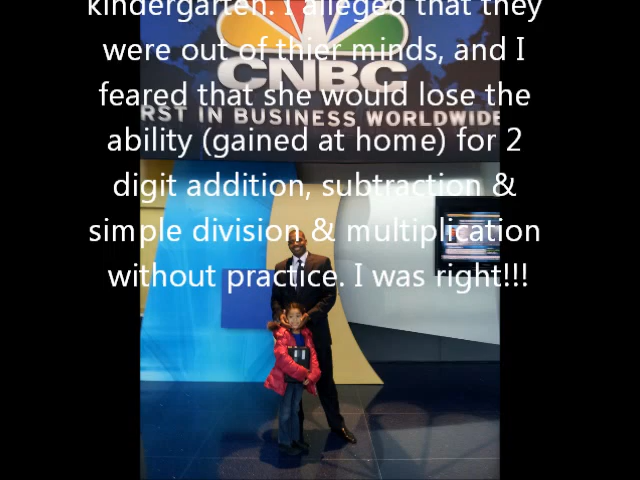 kindergarten. I alleged that they
were out of thier minds, and I
feared that she would lose the
ability (gained at home) for 2
digit addition, subtraction &
simple division & multiplication
without practice. I was right!!!
CNBC
RST IN BUSINESS WORLDWIDE